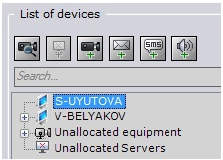 List of devices
SMS
Search...
S-UYUTOVA
V-BELYAKOV
Unallocated equipment
Unallocated Servers